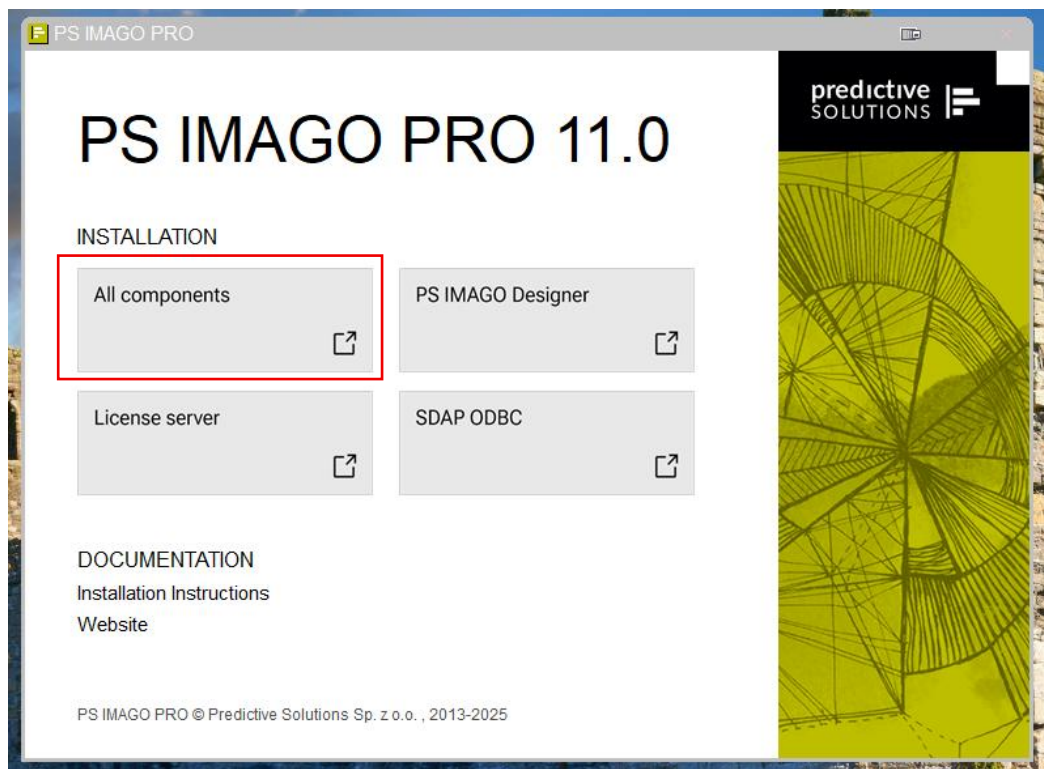 PS IMAGO PRO
predictive
SOLUTIONS
PS IMAGO PRO 11.0
INSTALLATION
All components
PS IMAGO Designer
License server
SDAP ODBC
DOCUMENTATION
Installation Instructions
Website
PS IMAGO PRO © Predictive Solutions Sp. z o.o. , 2013-2025